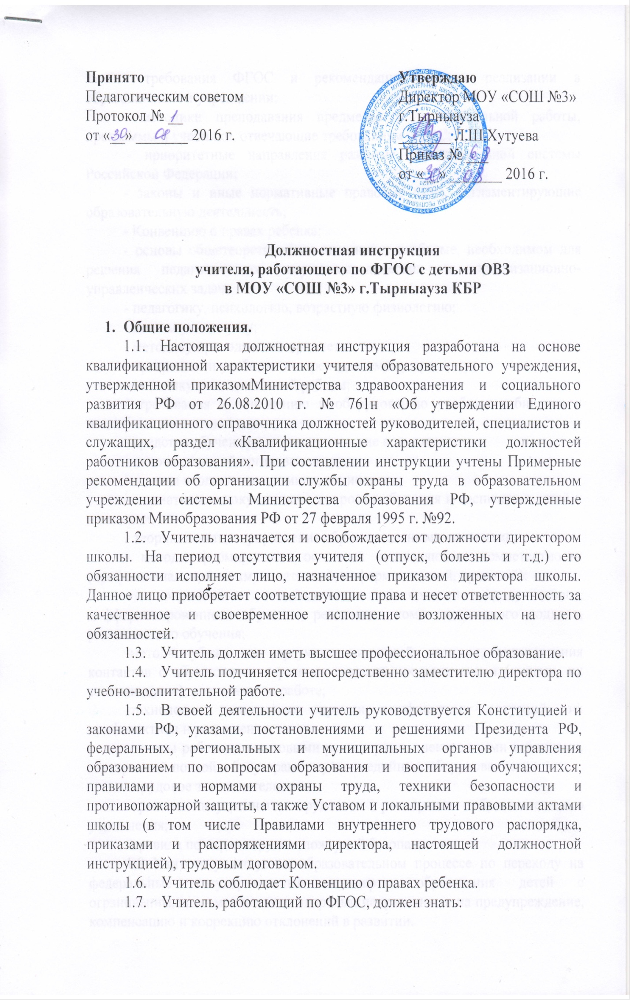 Принято
Педагогическим советом
Протокол № 1
от «30» 08 2016 г.
Утверждаю
Директор МОУ «СОШ №3»
г.Тырныауза
Л.Ш.Хутуева
Приказ №
от «30» 08 2016 г.
Должностная инструкция
учителя, работающего по ФГОС с детьми ОВЗ
в МОУ «СОШ №3» г.Тырныауза КБР
1. Общие положения.
1.1. Настоящая должностная инструкция разработана на основе
квалификационной характеристики учителя образовательного учреждения,
утвержденной приказомМинистерства здравоохранения и социального
развития РФ от 26.08.2010 г. № 761н «Об утверждении Единого
квалификационного справочника должностей руководителей, специалистов и
служащих, раздел «Квалификационные характеристики должностей
работников образования». При составлении инструкции учтены Примерные
рекомендации об организации службы охраны труда в образовательном
учреждении системы Министрества образования РФ, утвержденные
приказом Минобразования РФ от 27 февраля 1995 г. №92.
1.2. Учитель назначается и освобождается от должности директором
школы. На период отсутствия учителя (отпуск, болезнь и т.д.) его
обязанности исполняет лицо, назначенное приказом директора школы.
Данное лицо приобретает соответствующие права и несет ответственность за
качественное и своевременное исполнение возложенных на него
обязанностей.
1.3. Учитель должен иметь высшее профессиональное образование.
1.4. Учитель подчиняется непосредственно заместителю директора по
учебно-воспитательной работе.
1.5. В своей деятельности учитель руководствуется Конституцией и
законами РФ, указами, постановлениями и решениями Президента РФ,
федеральных, региональных и муниципальных органов управления
образованием по вопросам образования и воспитания обучающихся;
правилами и нормами охраны труда, техники безопасности и
противопожарной защиты, а также Уставом и локальными правовыми актами
школы (в том числе Правилами внутреннего трудового распорядка,
приказами и распоряжениями директора, настоящей должностной
инструкцией), трудовым договором.
1.6. Учитель соблюдает Конвенцию о правах ребенка.
1.7. Учитель, работающий по ФГОС, должен знать: